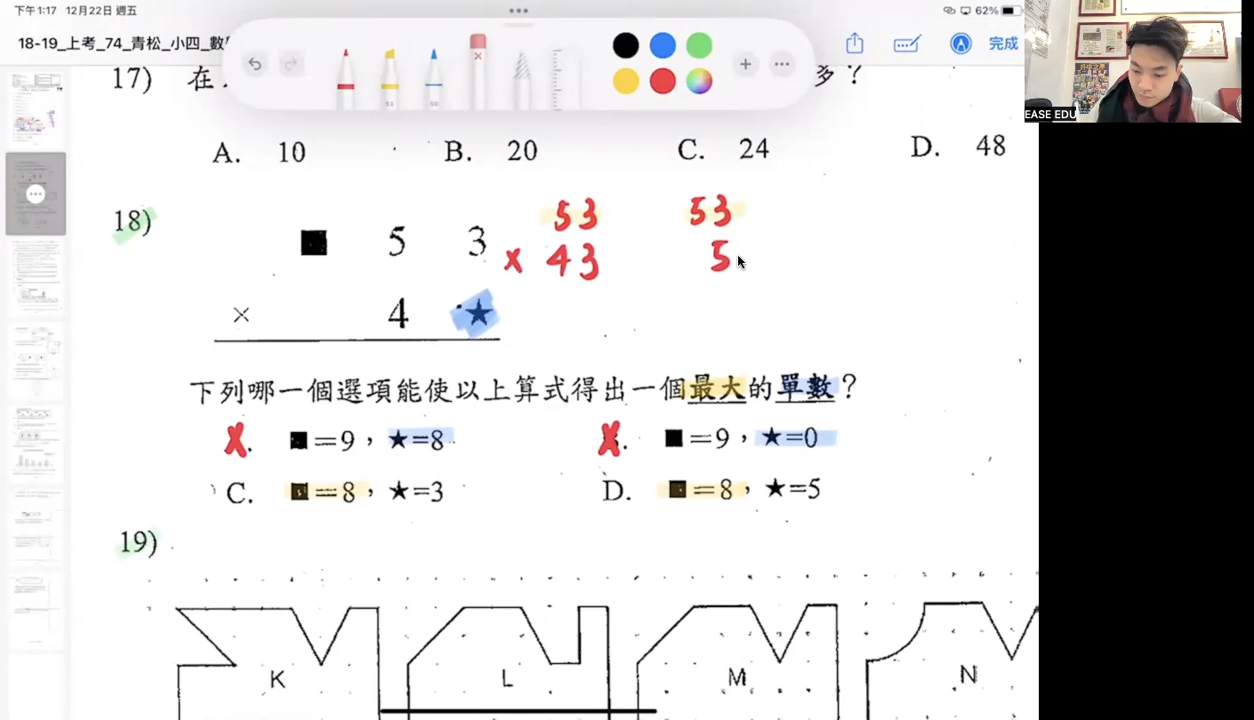 下午1:17 12月22日 週五
62%
18-19_上考_74_青松_小四_數
完成
EASE EDU
17) 在
多？
A. 10 B. 20 C. 24 D. 48
18)
■ 5 3
× 4 ★
53
× 43
53
5
下列哪一個選項能使以上算式得出一個最大的單數？
■=9，★=8 ■=9，★=0
C. ■=8，★=3 D. ■=8，★=5
19)
K L M N